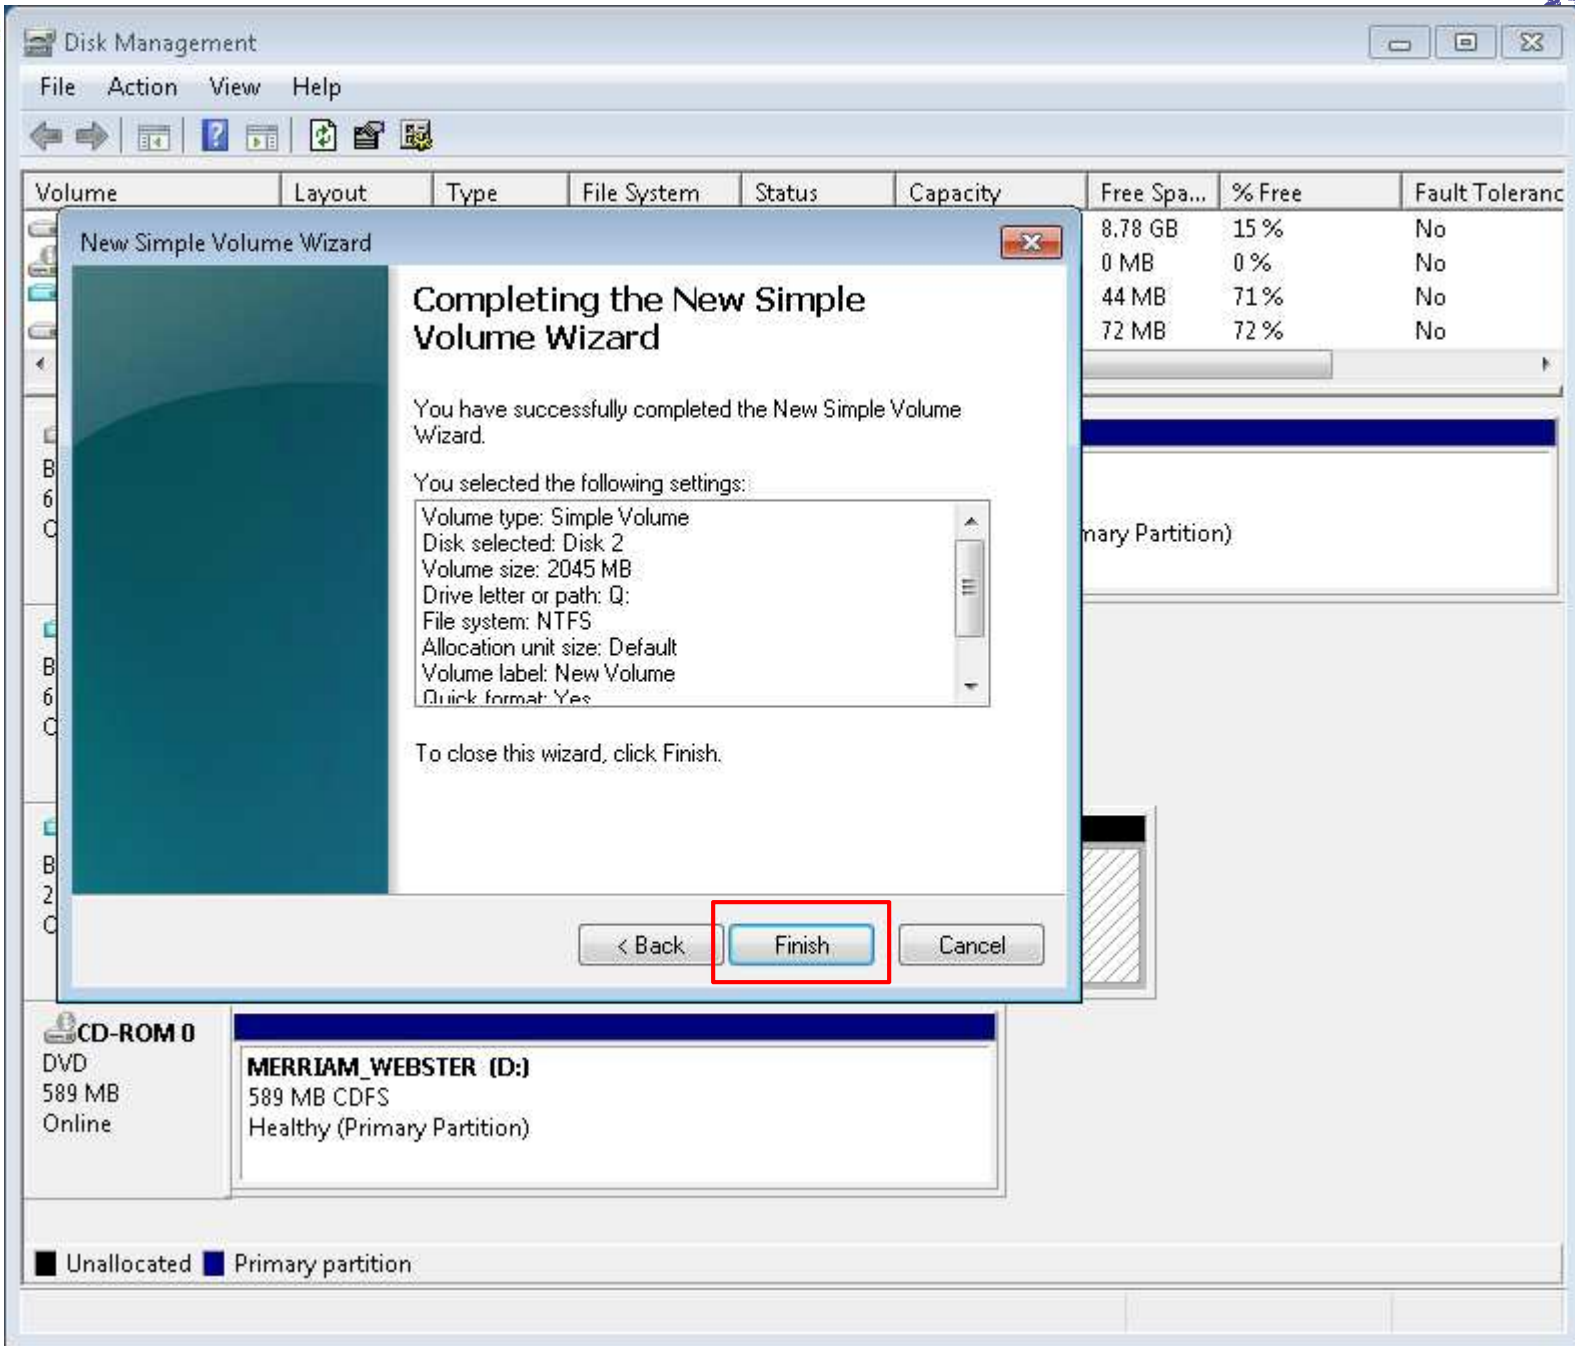 Disk Management
File Action View Help
Volume Layout Type File System Status Capacity Free Spa... % Free Fault Toleranc
8.78 GB 15 % No
0 MB 0 % No
44 MB 71 % No
72 MB 72 % No
New Simple Volume Wizard
Completing the New Simple
Volume Wizard
You have successfully completed the New Simple Volume
Wizard.
You selected the following settings:
Volume type: Simple Volume
Disk selected: Disk 2
Volume size: 2045 MB
Drive letter or path: Q:
File system: NTFS
Allocation unit size: Default
Volume label: New Volume
Quick format: Yes
To close this wizard, click Finish.
< Back Finish Cancel
B
6
O
mary Partition)
B
6
O
B
2
O
CD-ROM 0
DVD
589 MB
Online
MERRIAM_WEBSTER (D:)
589 MB CDFS
Healthy (Primary Partition)
Unallocated Primary partition